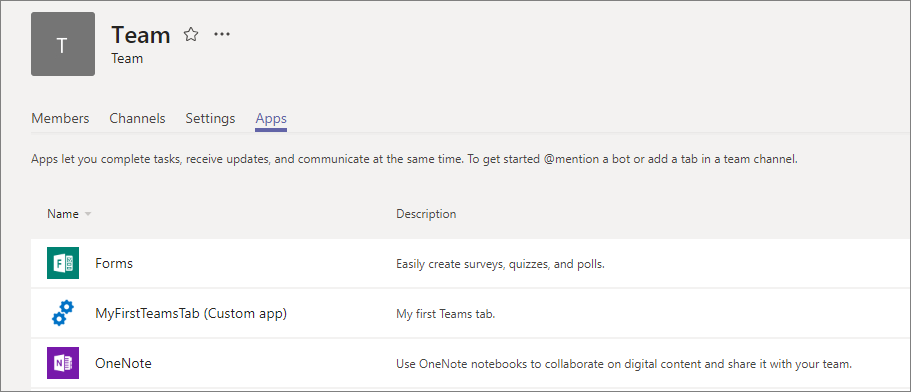 T
Team
Team
Members Channels Settings Apps
Apps let you complete tasks, receive updates, and communicate at the same time. To get started @mention a bot or add a tab in a team channel.
Name Description
Forms Easily create surveys, quizzes, and polls.
MyFirstTeamsTab (Custom app) My first Teams tab.
OneNote Use OneNote notebooks to collaborate on digital content and share it with your team.